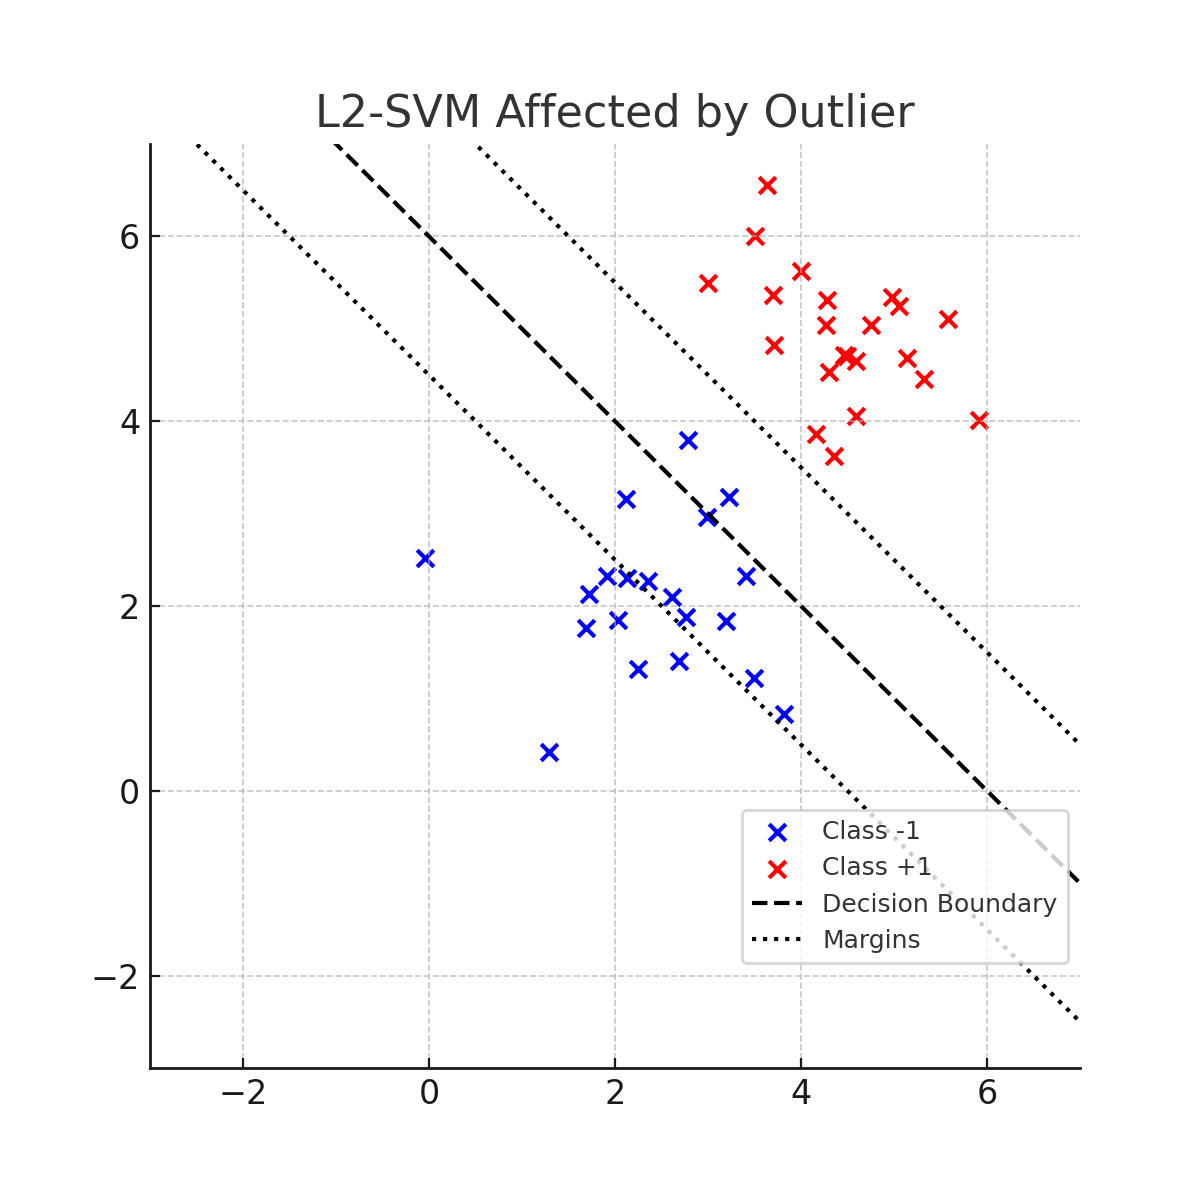 L2-SVM Affected by Outlier
6
4
2
0
−2
−2 0 2 4 6
Class -1
Class +1
Decision Boundary
Margins